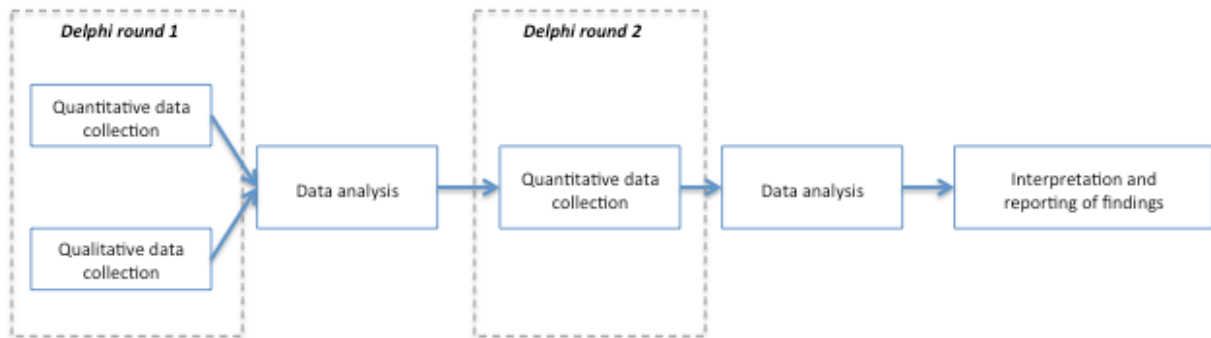 Delphi round 1
Quantitative data
collection
Qualitative data
collection
Data analysis
Delphi round 2
Quantitative data
collection
Data analysis
Interpretation and
reporting of findings